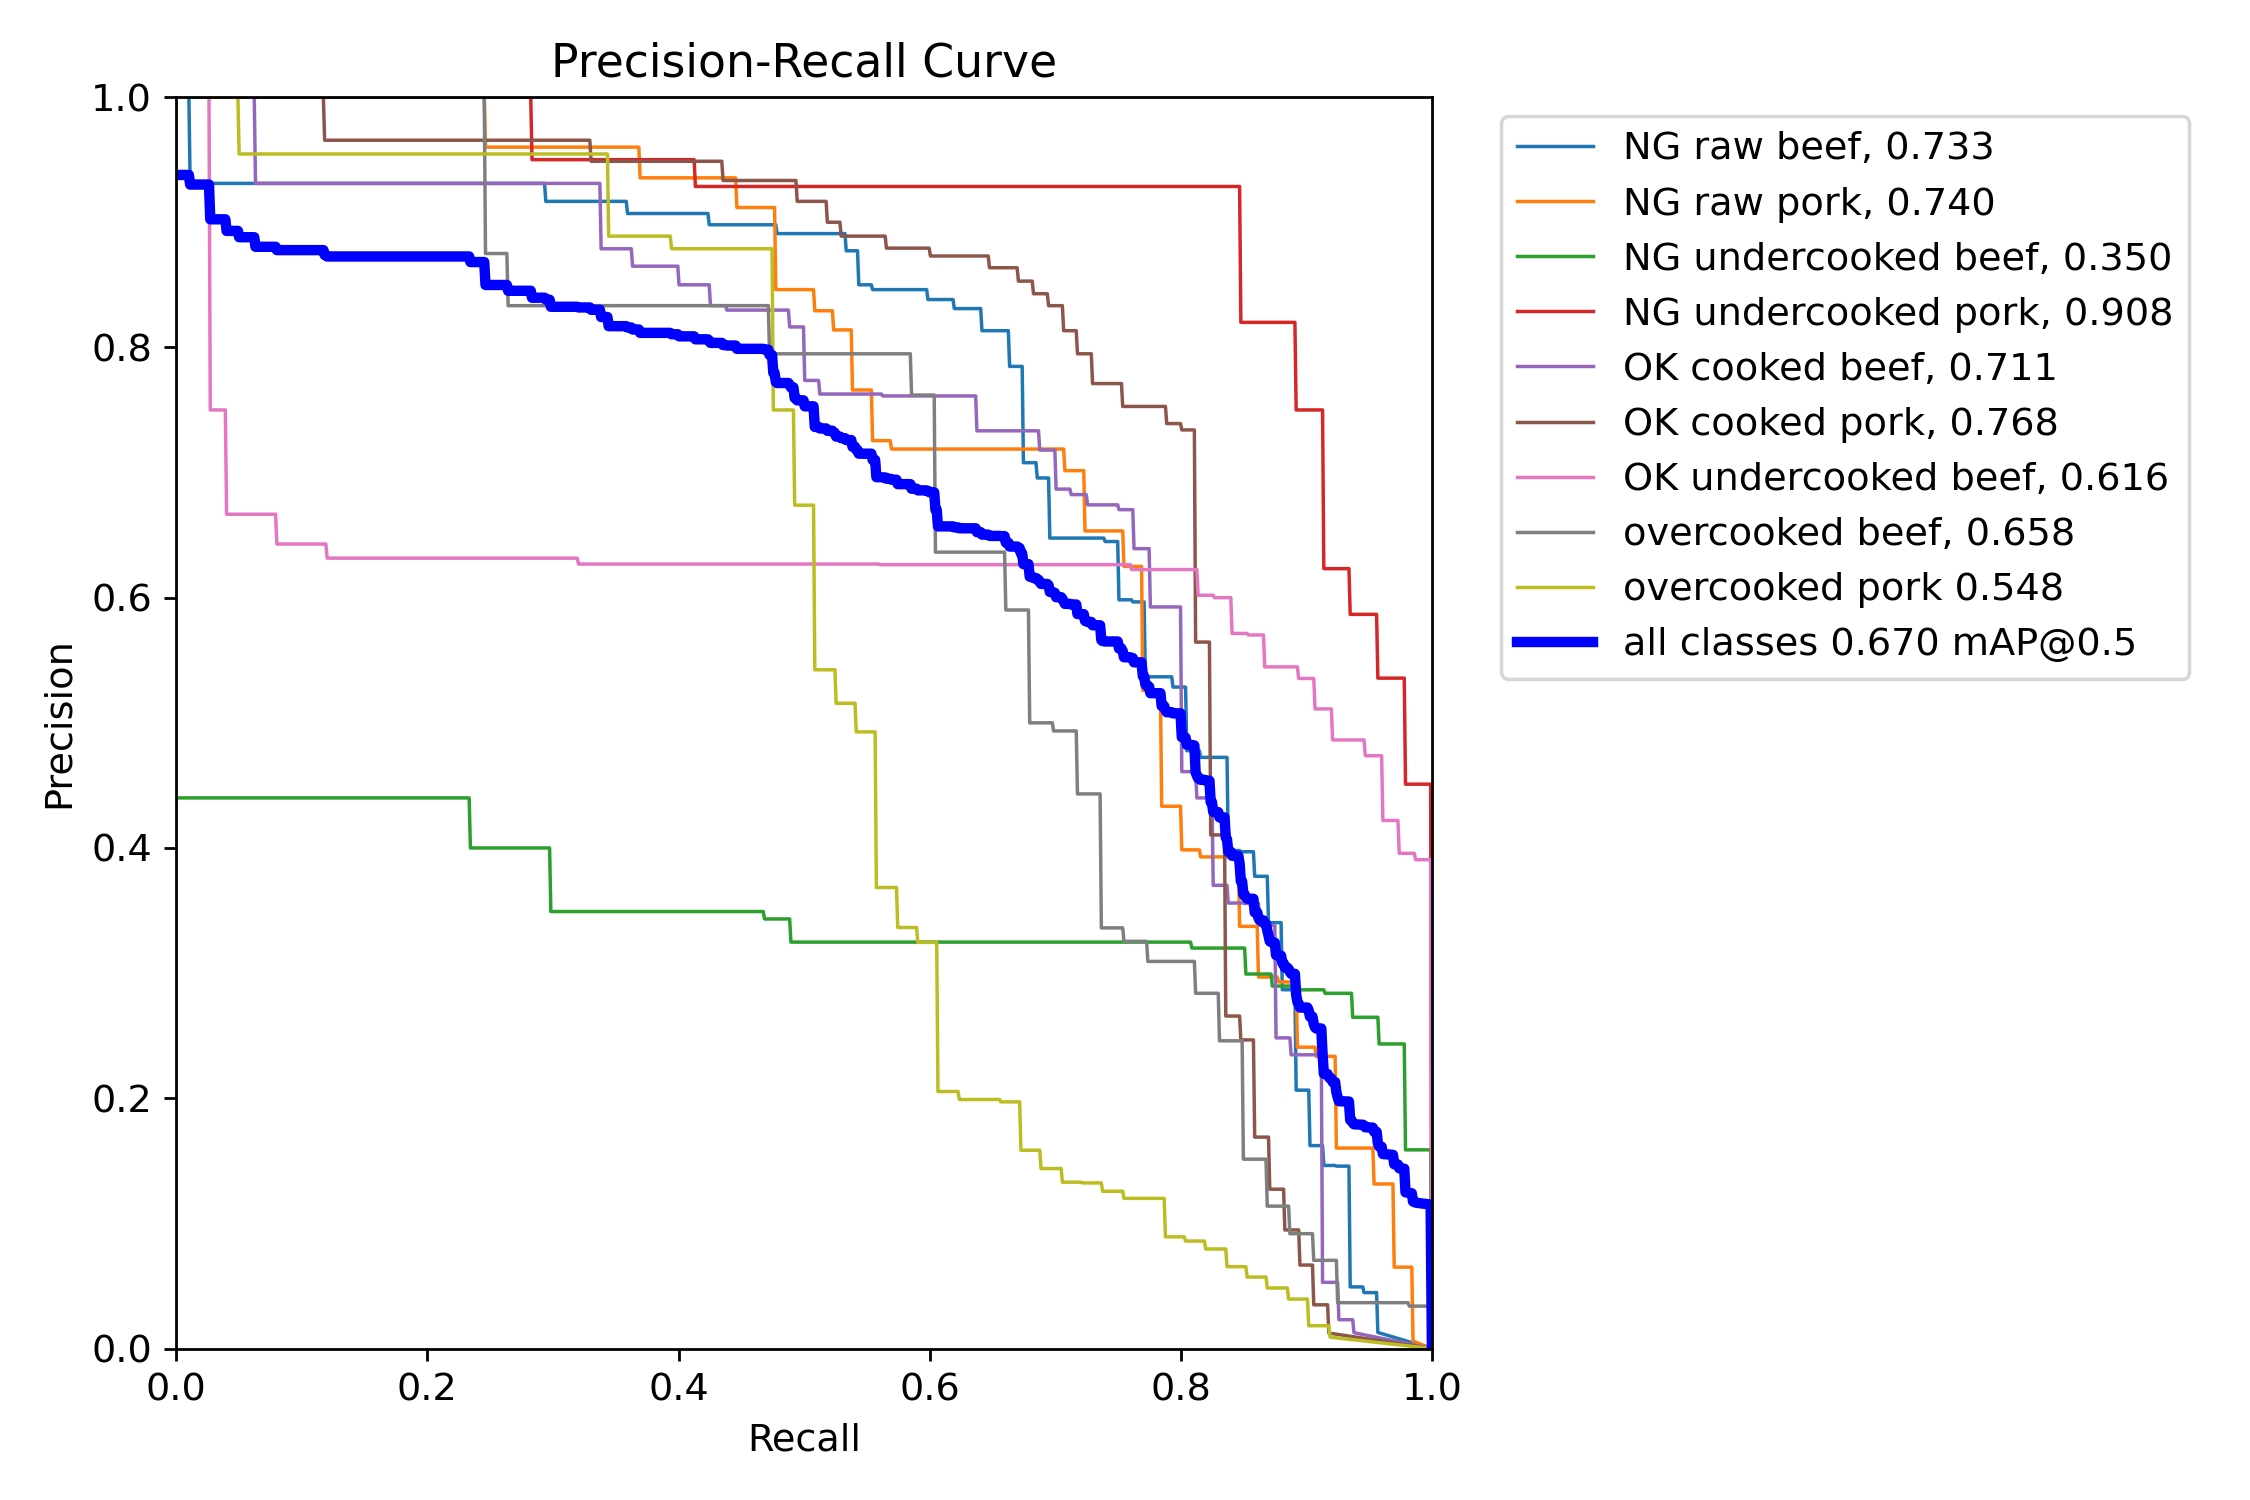 Precision-Recall Curve
1.0
0.8
0.6
0.4
0.2
0.0
Precision
0.0 0.2 0.4 0.6 0.8 1.0
Recall
NG raw beef, 0.733
NG raw pork, 0.740
NG undercooked beef, 0.350
NG undercooked pork, 0.908
OK cooked beef, 0.711
OK cooked pork, 0.768
OK undercooked beef, 0.616
overcooked beef, 0.658
overcooked pork 0.548
all classes 0.670 mAP@0.5